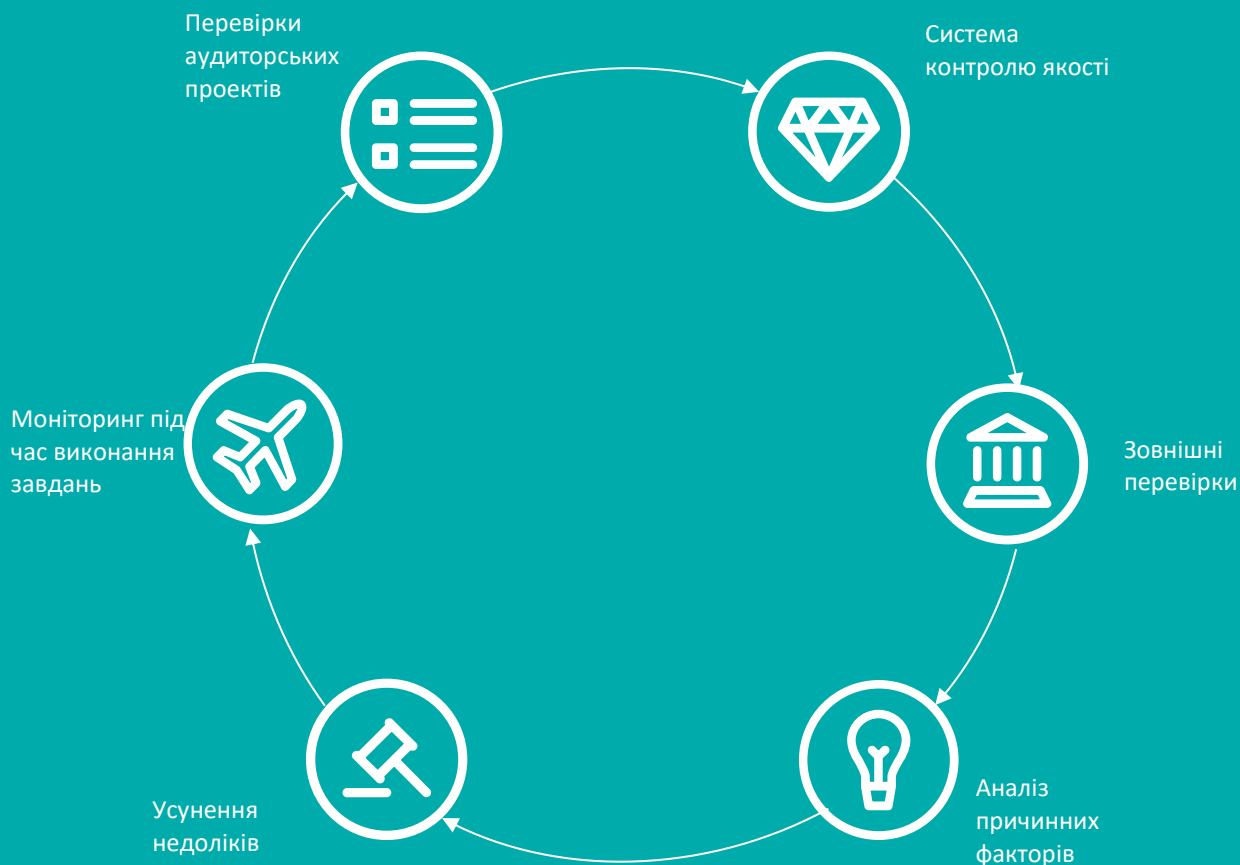 Перевірки
аудиторських
проектів
Система
контролю якості
Зовнішні
перевірки
Аналіз
причинних
факторів
Усунення
недоліків
Моніторинг під
час виконання
завдань